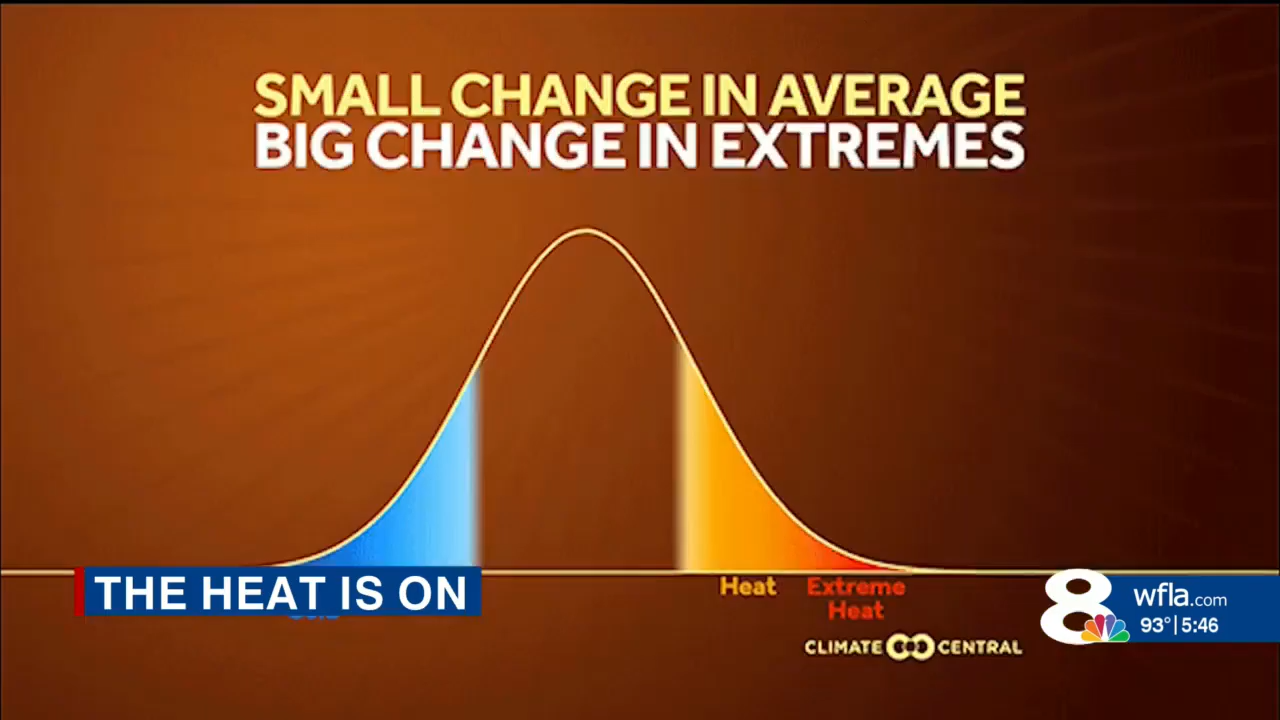 SMALL CHANGE IN AVERAGE
BIG CHANGE IN EXTREMES
THE HEAT IS ON
Heat
Extreme
Heat
CLIMATE CENTRAL
8
wfla.com
93° | 5:46